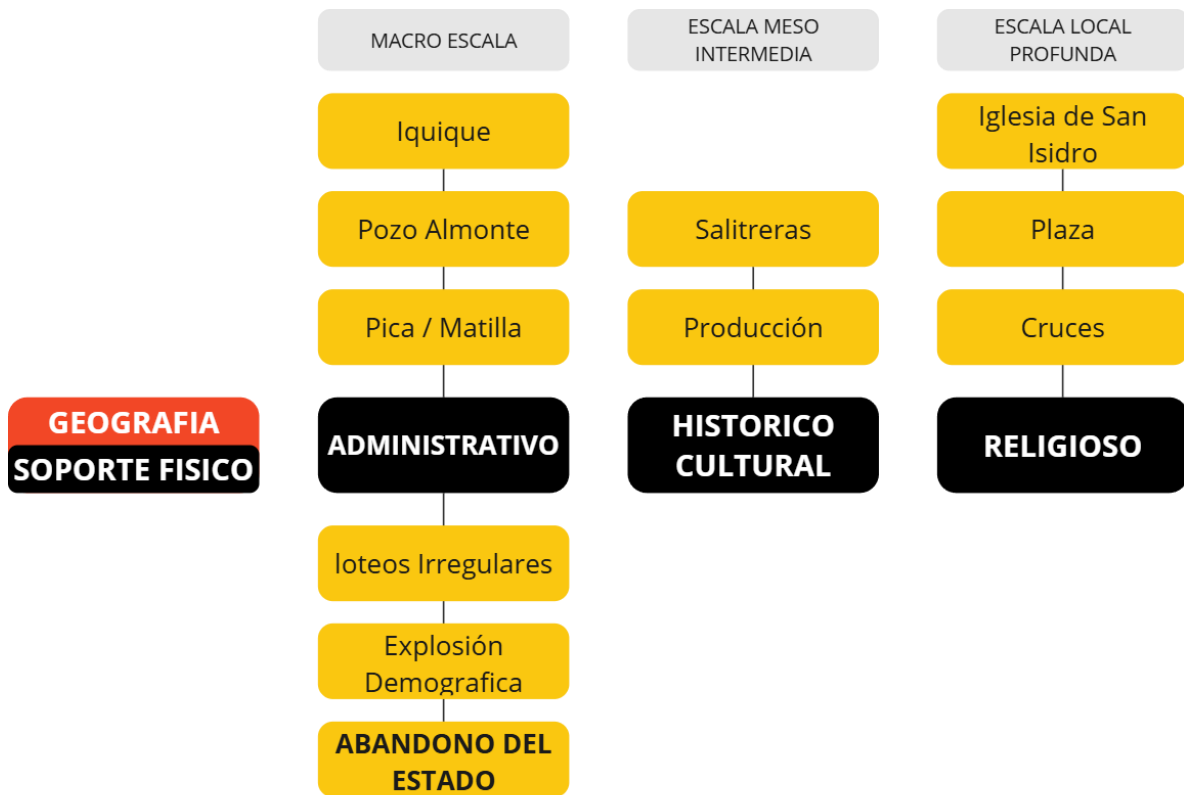 MACRO ESCALA
ESCALA MESO
INTERMEDIA
ESCALA LOCAL
PROFUNDA
Iquique
Iglesia de San
Isidro
Pozo Almonte
Salitreras
Plaza
Pica / Matilla
Producción
Cruces
GEOGRAFIA
SOPORTE FISICO
ADMINISTRATIVO
HISTORICO
CULTURAL
RELIGIOSO
loteos Irregulares
Explosión
Demografica
ABANDONO DEL
ESTADO